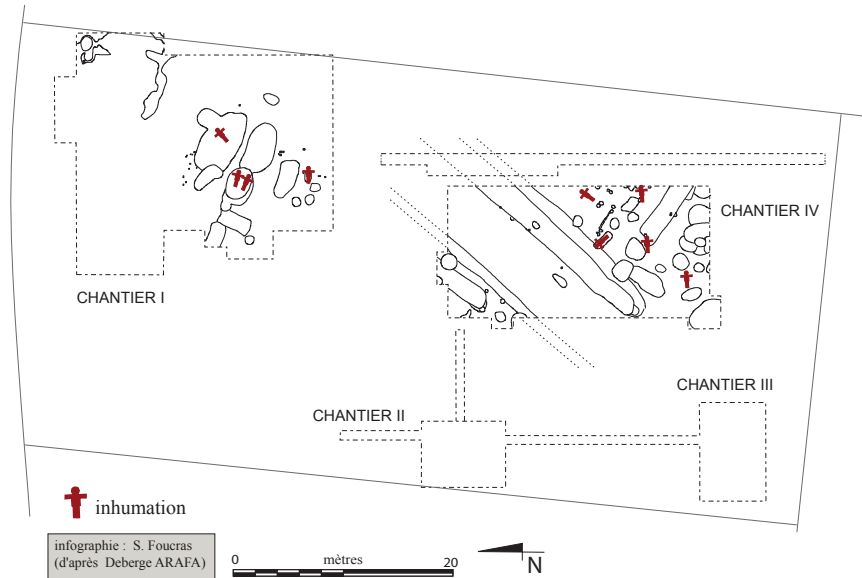 CHANTIER IV
CHANTIER I
CHANTIER III
CHANTIER II
inhumation
infographie : S. Foucras
(d'après Deberge ARAFA)
0 mètres 20
N